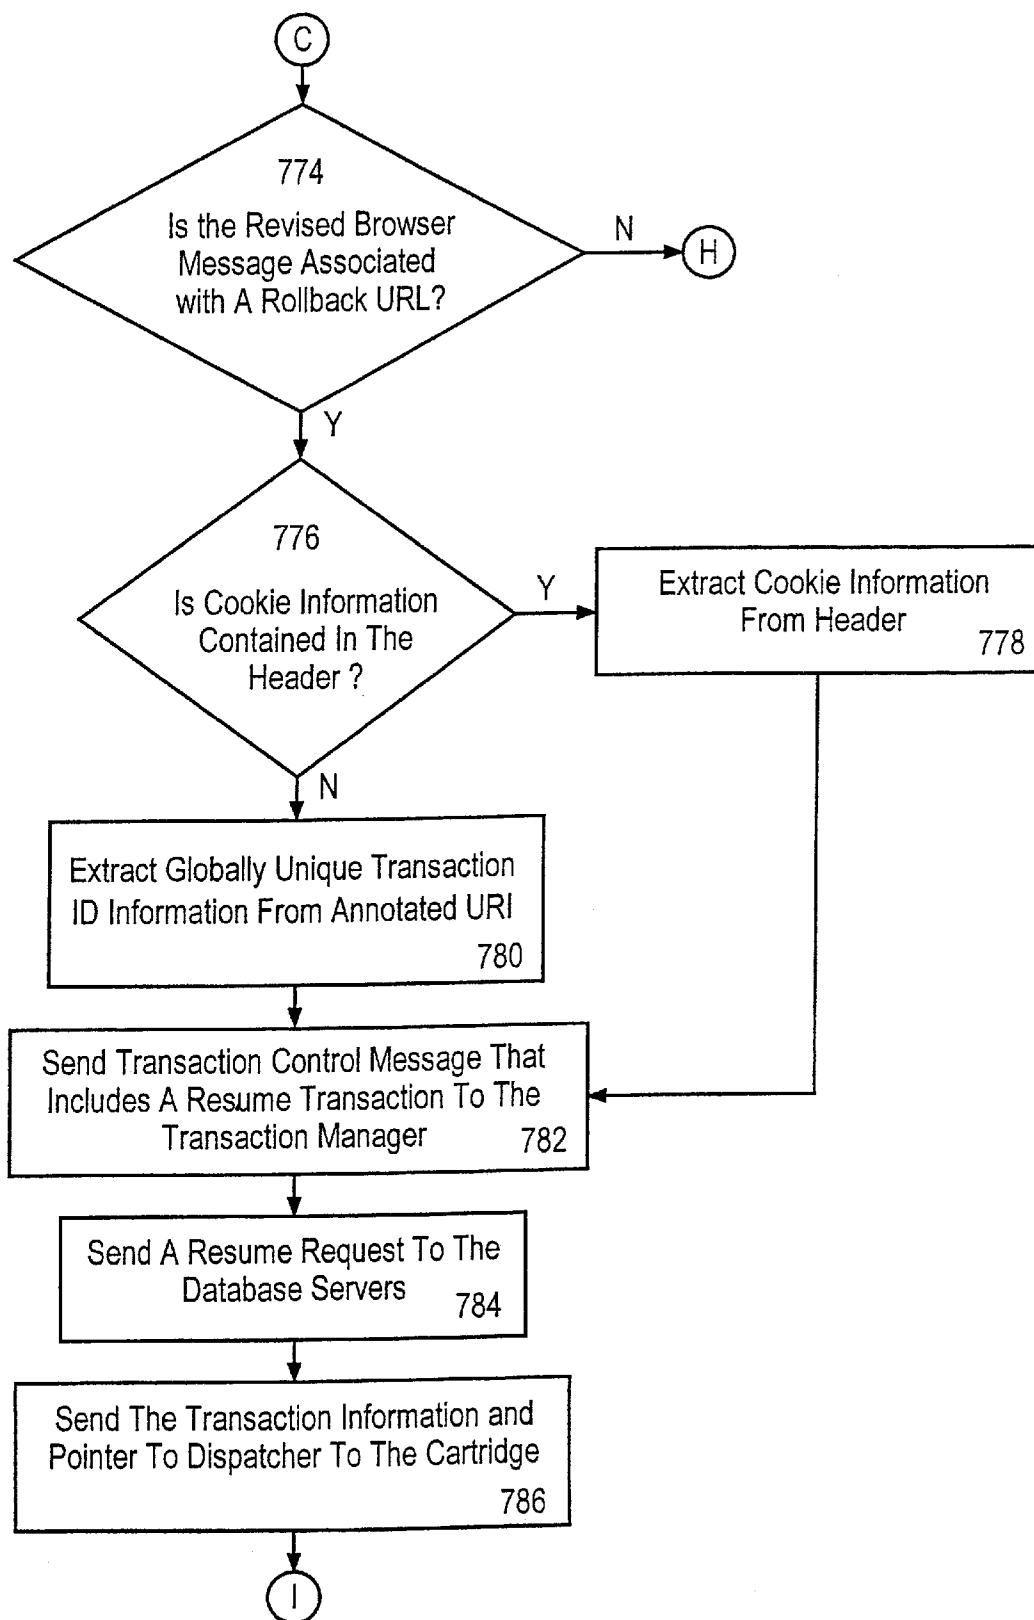 C
774
Is the Revised Browser
Message Associated
with A Rollback URL?
N
H
Y
776
Is Cookie Information
Contained In The
Header ?
Y
Extract Cookie Information
From Header
778
N
Extract Globally Unique Transaction
ID Information From Annotated URI
780
Send Transaction Control Message That
Includes A Resume Transaction To The
Transaction Manager
782
Send A Resume Request To The
Database Servers
784
Send The Transaction Information and
Pointer To Dispatcher To The Cartridge
786
I